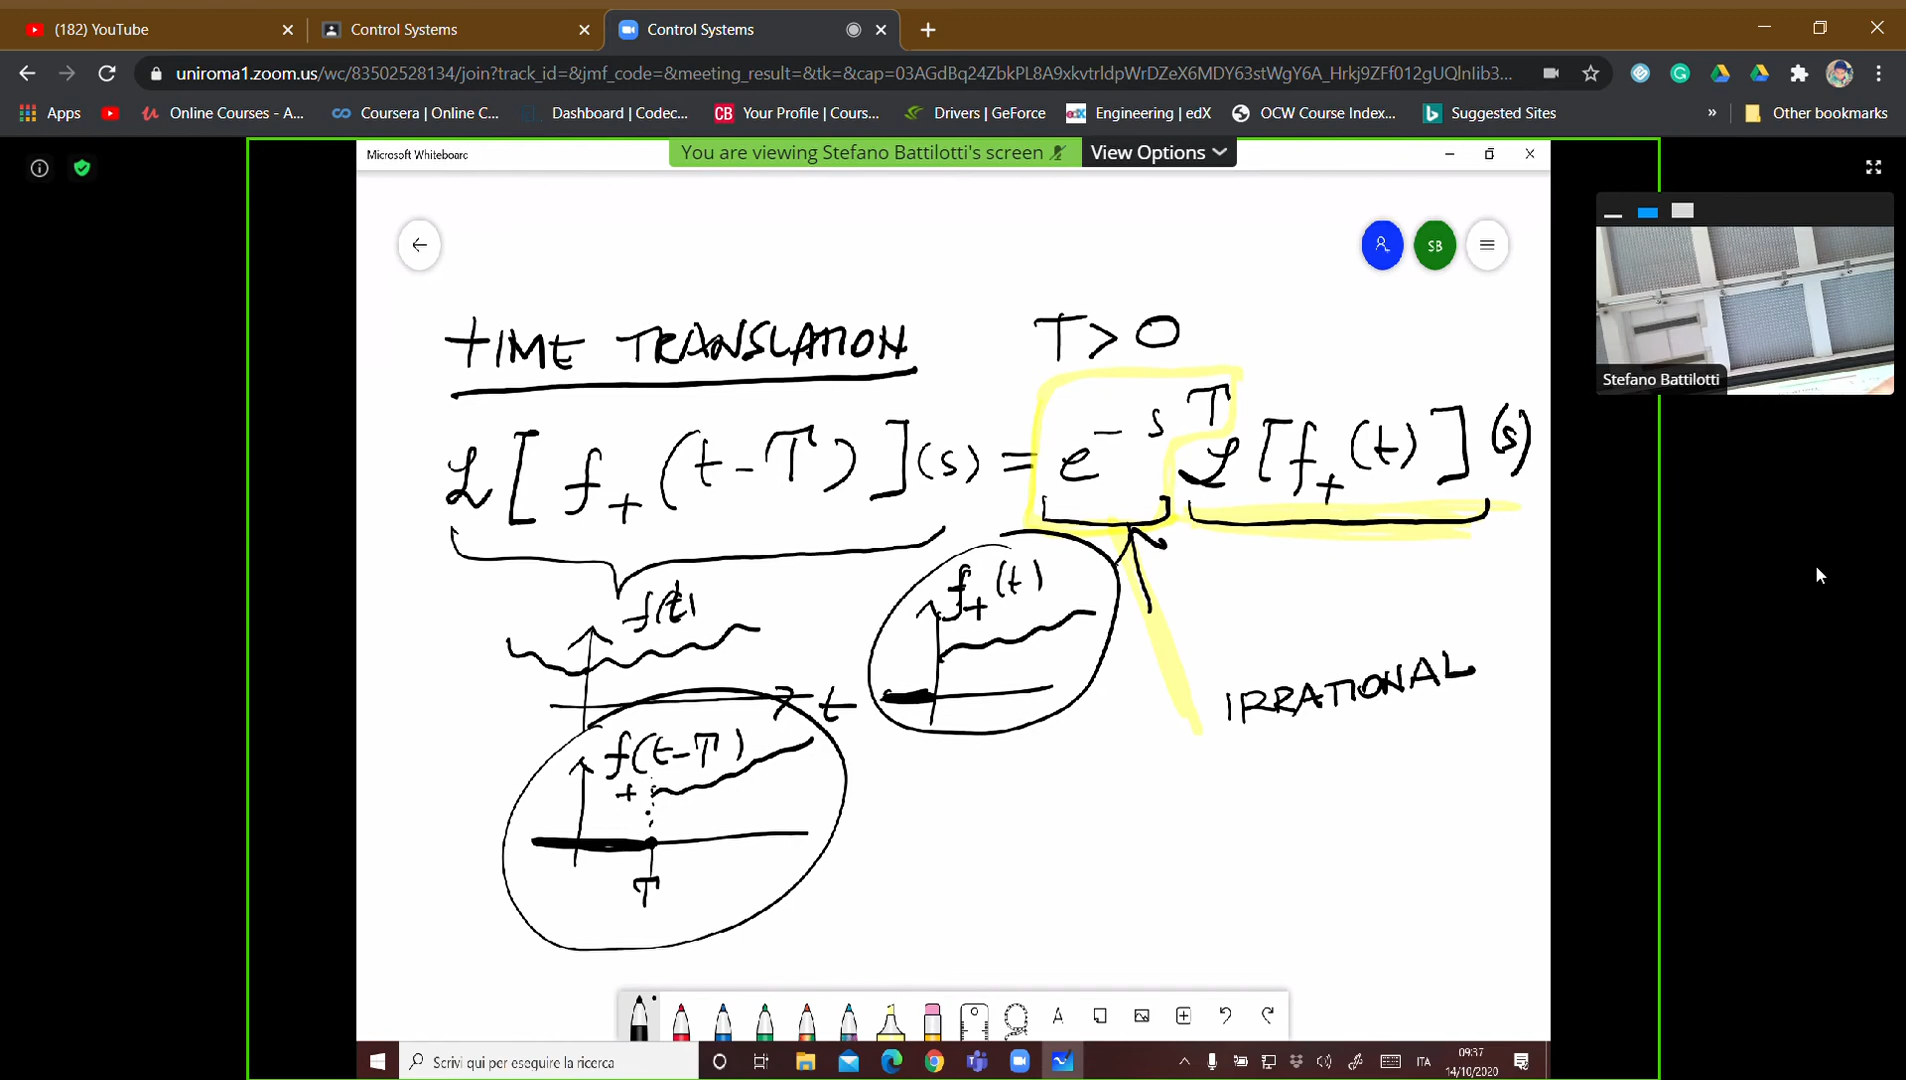 (182) YouTube
Control Systems
Control Systems
uniroma1.zoom.us/wc/83502528134/join?track_id=&jmf_code=&meeting_result=&tk=&cap=03AGdBq24ZbkPL8A9xkvtrldpWrDZeX6MDY63stWgY6A_Hrkj9ZFf012gUQlnIib3...
Apps
Online Courses - A...
Coursera | Online C...
Dashboard | Codec...
CB Your Profile | Cours...
Drivers | GeForce
edX Engineering | edX
OCW Course Index...
Suggested Sites
» Other bookmarks
Microsoft Whiteboard
You are viewing Stefano Battilotti's screen
View Options
SB
Stefano Battilotti
TIME TRANSLATION T > 0
ℒ[f₊(t-T)](s) = e^{-sT} ℒ[f₊(t)](s)
f(t)
t
f₊(t)
IRRATIONAL
f₊(t-T)
T
Scrivi qui per eseguire la ricerca
ITA
09:37
14/10/2020